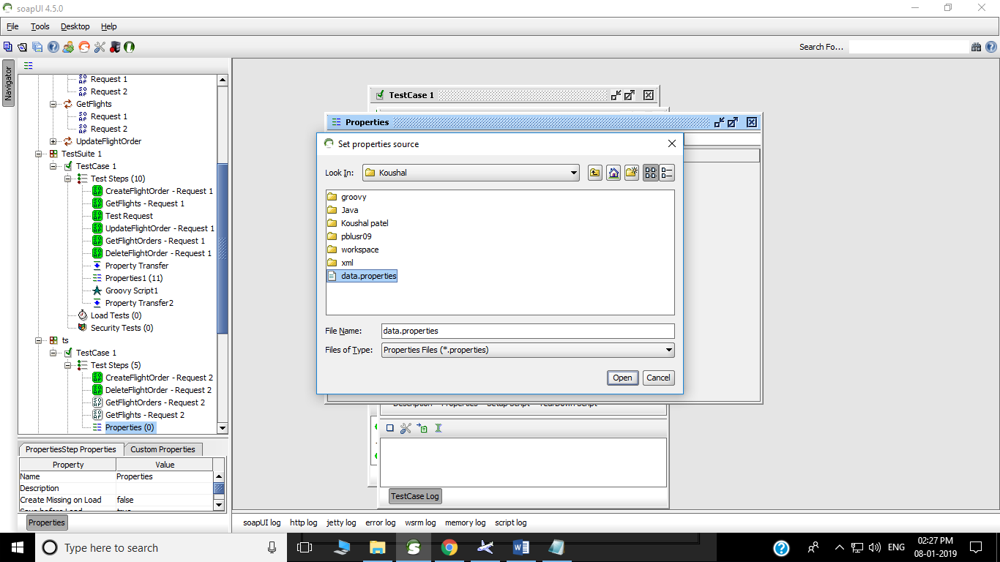 soapUI 4.5.0
File Tools Desktop Help
Search Fo...
Navigator
Request 1
Request 2
GetFlights
Request 1
Request 2
UpdateFlightOrder
TestSuite 1
TestCase 1
Test Steps (10)
CreateFlightOrder - Request 1
GetFlights - Request 1
Test Request
UpdateFlightOrder - Request 1
GetFlightOrders - Request 1
DeleteFlightOrder - Request 1
Property Transfer
Properties1 (11)
Groovy Script1
Property Transfer2
Load Tests (0)
Security Tests (0)
ts
TestCase 1
Test Steps (5)
CreateFlightOrder - Request 2
DeleteFlightOrder - Request 2
GetFlightOrders - Request 2
GetFlights - Request 2
Properties (0)
PropertiesStep Properties Custom Properties
Property Value
Name Properties
Description
Create Missing on Load false
Save before Load true
Properties
TestCase 1
Properties
Set properties source
Look In: Koushal
groovy
Java
Koushal patel
pblusr09
workspace
xml
data.properties
File Name: data.properties
Files of Type: Properties Files (*.properties)
Open Cancel
Description Properties Setup Script TearDown Script
TestCase Log
soapUI log http log jetty log error log wsrm log memory log script log
Type here to search
ENG
02:27 PM
08-01-2019